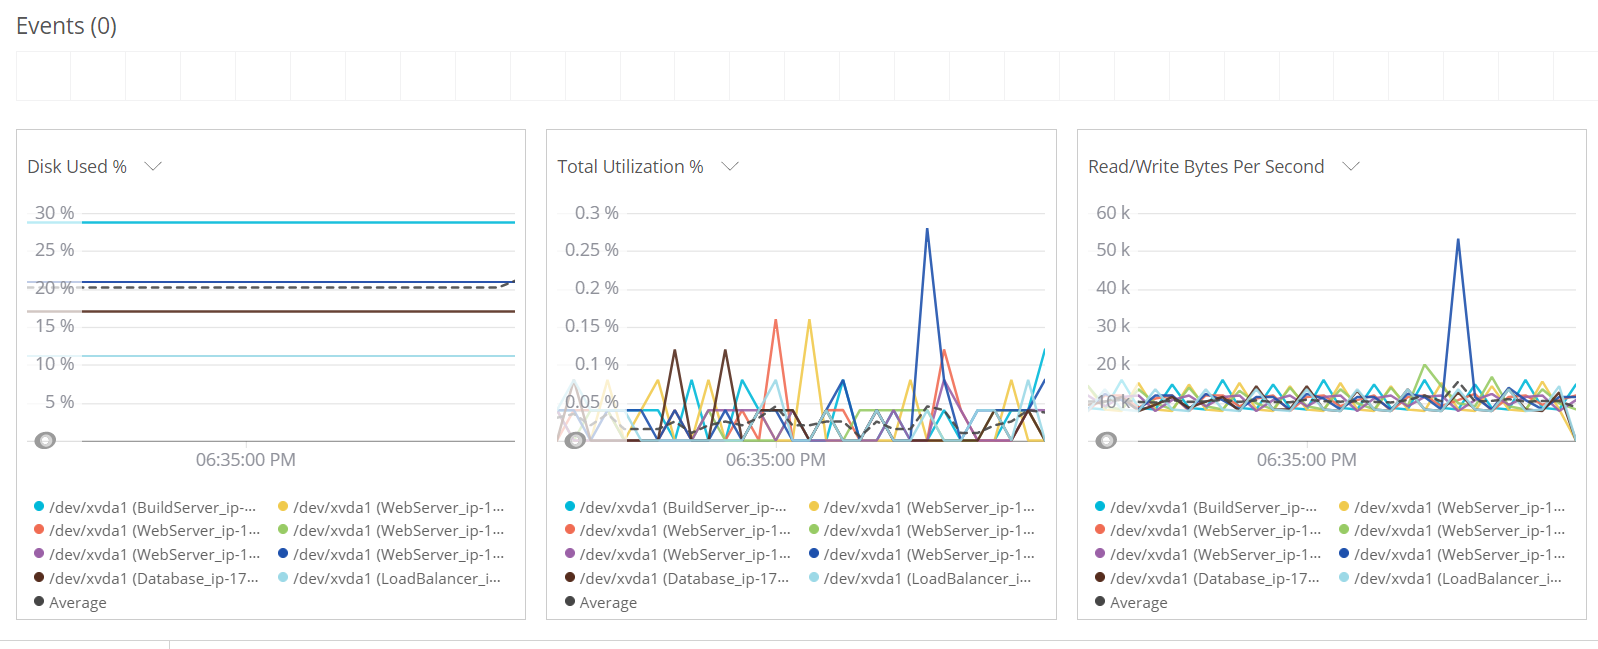 Events (0)
Disk Used %
30 %
25 %
20 %
15 %
10 %
5 %
06:35:00 PM
/dev/xvda1 (BuildServer_ip-...
/dev/xvda1 (WebServer_ip-1...
/dev/xvda1 (WebServer_ip-1...
/dev/xvda1 (WebServer_ip-1...
/dev/xvda1 (WebServer_ip-1...
/dev/xvda1 (WebServer_ip-1...
/dev/xvda1 (Database_ip-17...
/dev/xvda1 (LoadBalancer_i...
Average
Total Utilization %
0.3 %
0.25 %
0.2 %
0.15 %
0.1 %
0.05 %
06:35:00 PM
/dev/xvda1 (BuildServer_ip-...
/dev/xvda1 (WebServer_ip-1...
/dev/xvda1 (WebServer_ip-1...
/dev/xvda1 (WebServer_ip-1...
/dev/xvda1 (WebServer_ip-1...
/dev/xvda1 (WebServer_ip-1...
/dev/xvda1 (Database_ip-17...
/dev/xvda1 (LoadBalancer_i...
Average
Read/Write Bytes Per Second
60 k
50 k
40 k
30 k
20 k
10 k
06:35:00 PM
/dev/xvda1 (BuildServer_ip-...
/dev/xvda1 (WebServer_ip-1...
/dev/xvda1 (WebServer_ip-1...
/dev/xvda1 (WebServer_ip-1...
/dev/xvda1 (WebServer_ip-1...
/dev/xvda1 (WebServer_ip-1...
/dev/xvda1 (Database_ip-17...
/dev/xvda1 (LoadBalancer_i...
Average